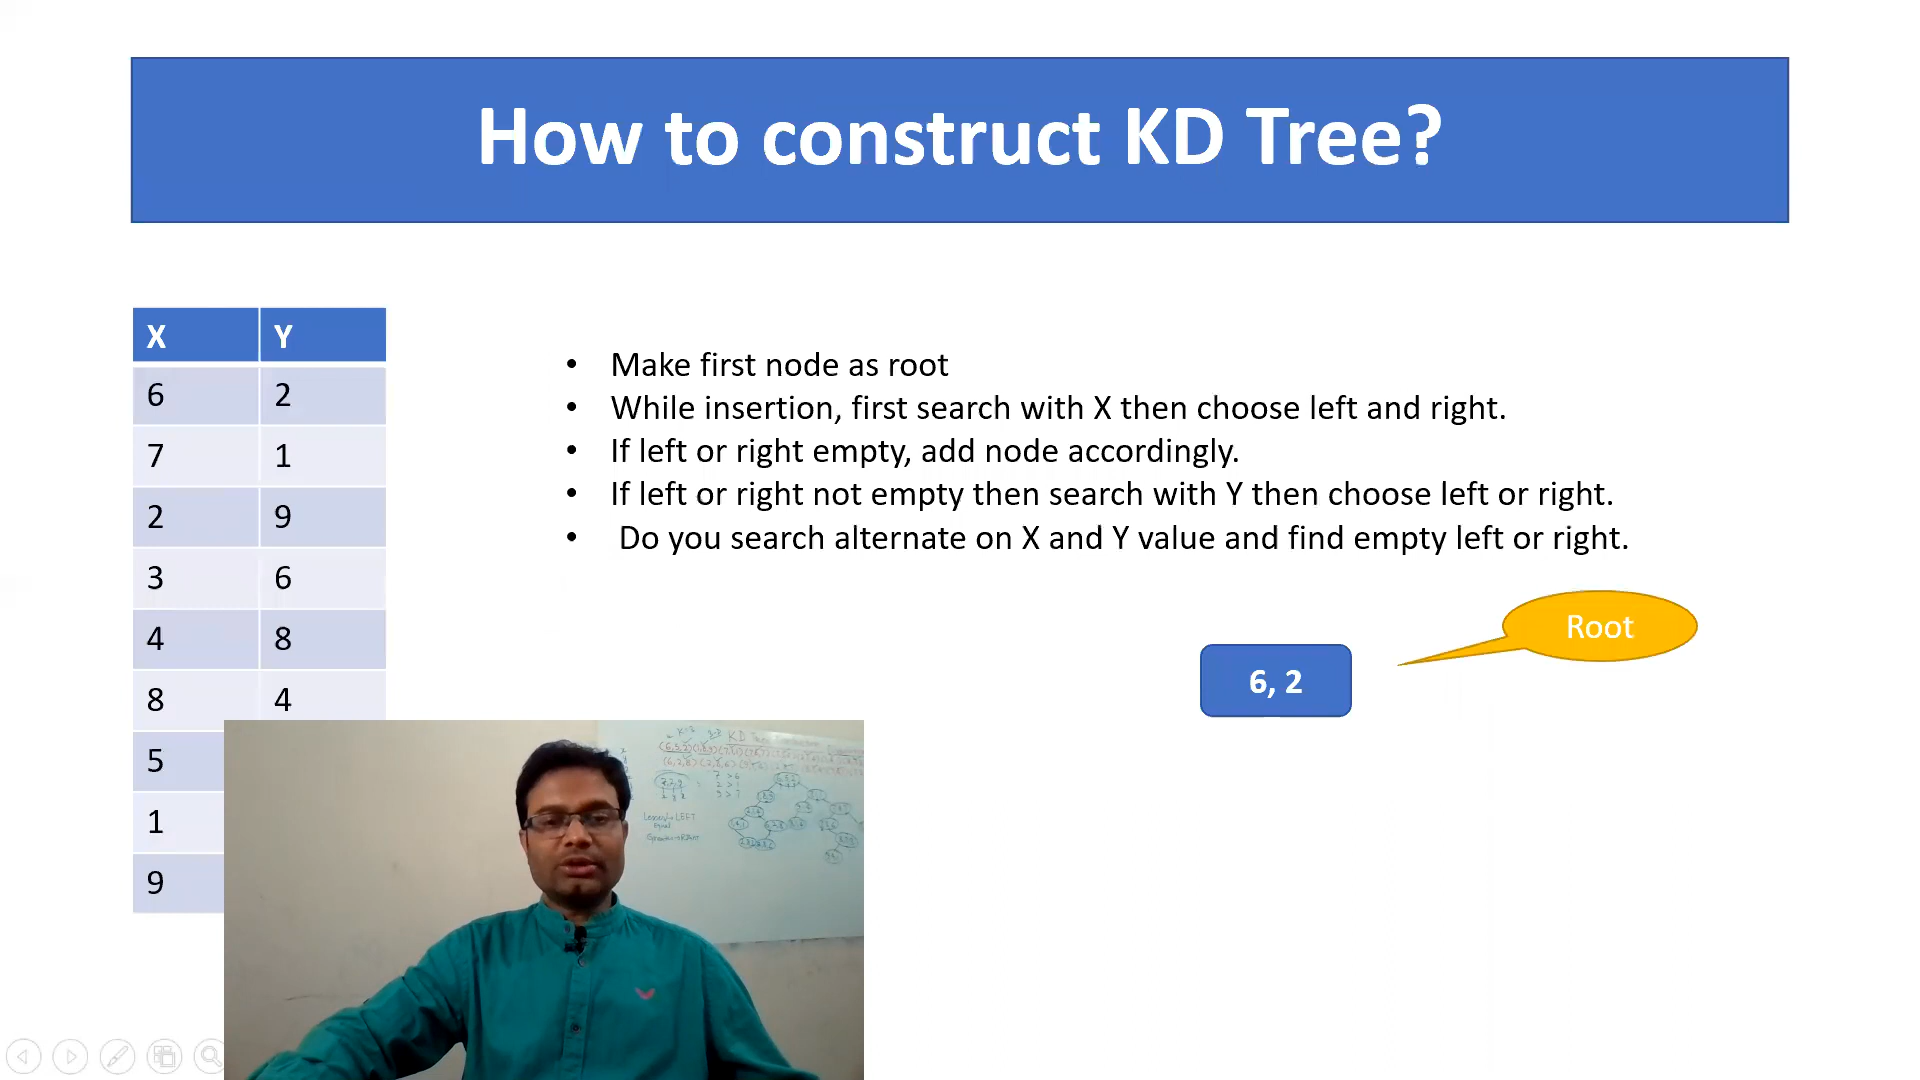 How to construct KD Tree?
X Y
6 2
7 1
2 9
3 6
4 8
8 4
5
1
9
• Make first node as root
• While insertion, first search with X then choose left and right.
• If left or right empty, add node accordingly.
• If left or right not empty then search with Y then choose left or right.
• Do you search alternate on X and Y value and find empty left or right.
Root
6, 2
KD Tree